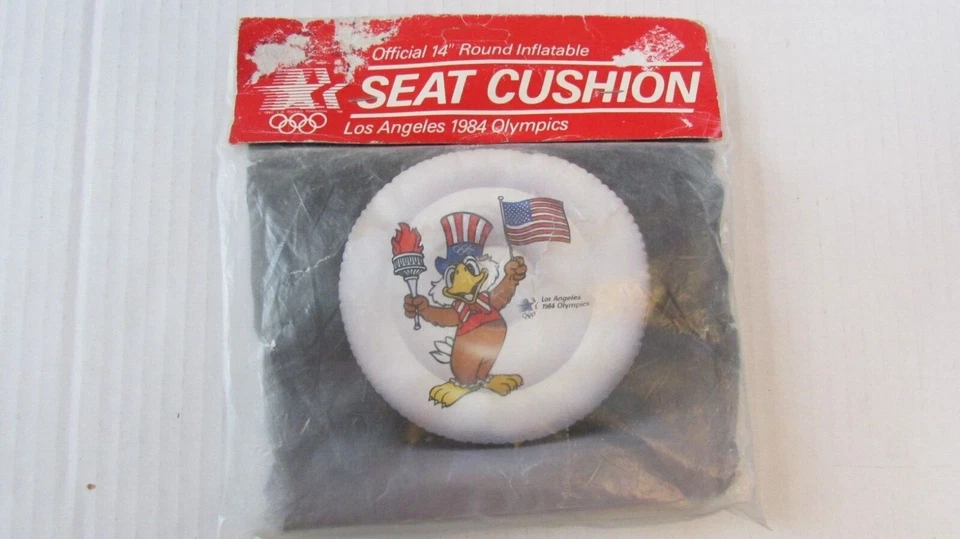 Official 14" Round Inflatable
SEAT CUSHION
Los Angeles 1984 Olympics
Los Angeles
1984 Olympics